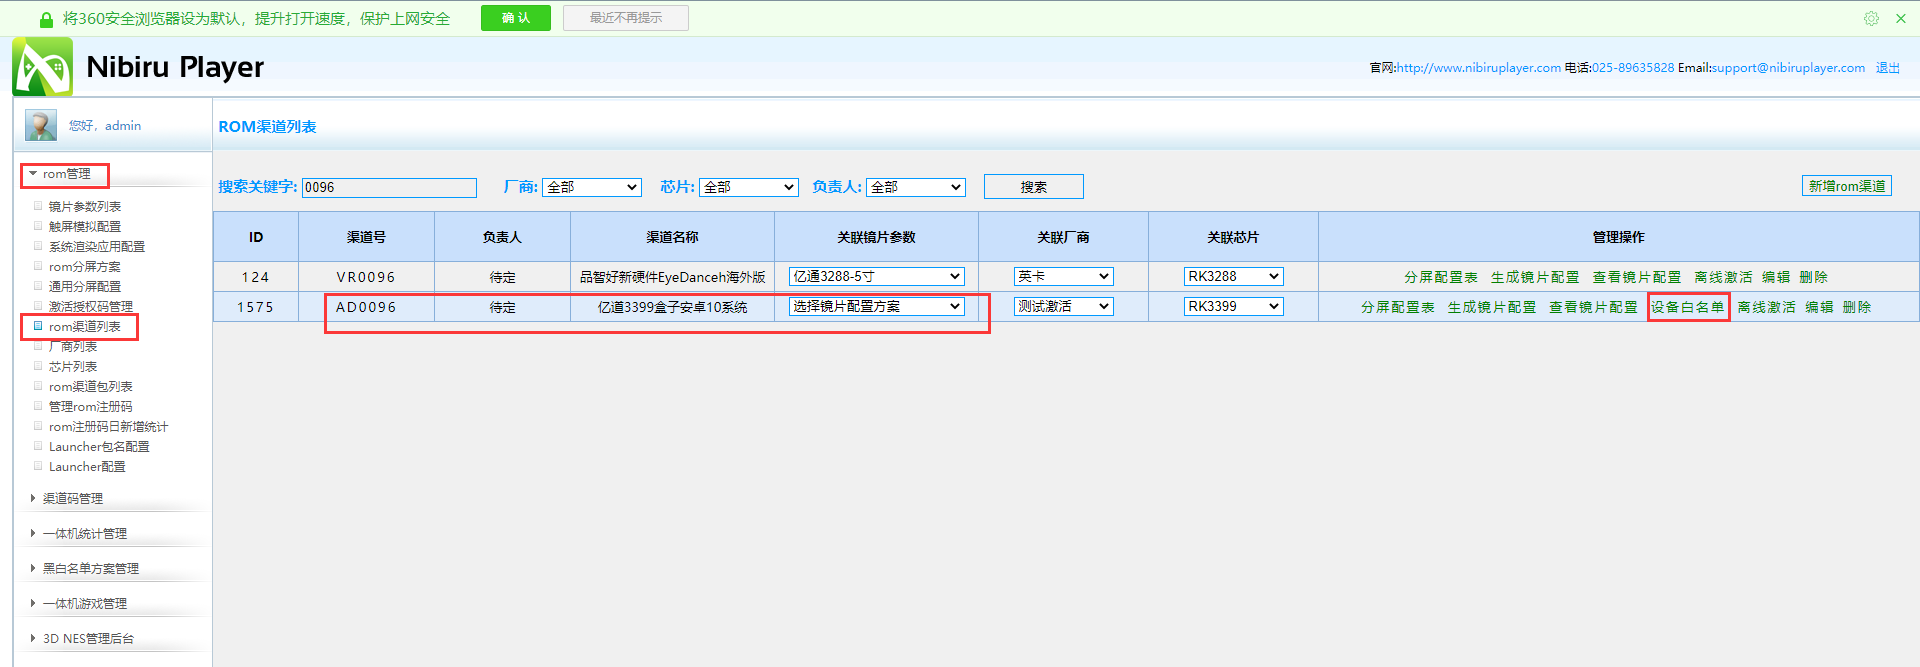 将360安全浏览器设为默认，提升打开速度，保护上网安全 确 认 最近不再提示
Nibiru Player
官网:http://www.nibiruplayer.com 电话:025-89635828 Email:support@nibiruplayer.com 退出
您好，admin
ROM渠道列表
rom管理
镜片参数列表
触屏模拟配置
系统渲染应用配置
rom分屏方案
通用分屏配置
激活授权码管理
rom渠道列表
厂商列表
芯片列表
rom渠道包列表
管理rom注册码
rom注册码日新增统计
Launcher包名配置
Launcher配置
渠道码管理
一体机统计管理
黑白名单方案管理
一体机游戏管理
3D NES管理后台
搜索关键字: 0096 厂商: 全部 芯片: 全部 负责人: 全部 搜索 新增rom渠道
ID 渠道号 负责人 渠道名称 关联镜片参数 关联厂商 关联芯片 管理操作
124 VR0096 待定 品智好新硬件EyeDanceh海外版 亿通3288-5寸 英卡 RK3288 分屏配置表 生成镜片配置 查看镜片配置 离线激活 编辑 删除
1575 AD0096 待定 亿道3399盒子安卓10系统 选择镜片配置方案 测试激活 RK3399 分屏配置表 生成镜片配置 查看镜片配置 设备白名单 离线激活 编辑 删除